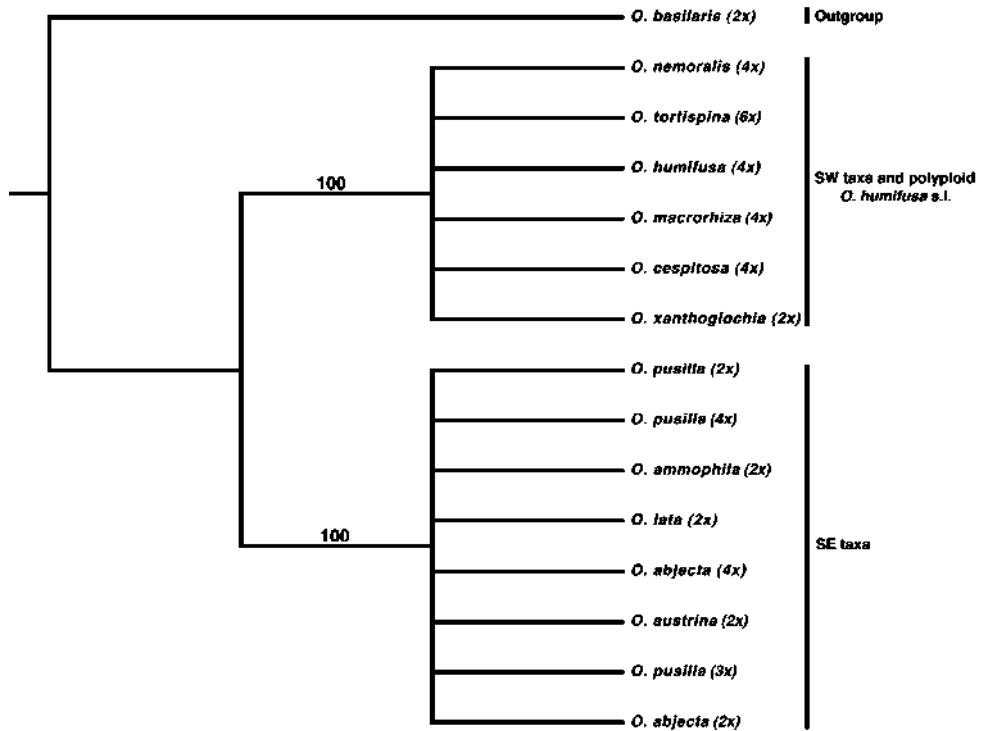 O. basilaris (2x)
Outgroup
O. nemoralis (4x)
O. tortispina (6x)
100
O. humifusa (4x)
SW taxa and polyploid
O. humifusa s.l.
O. macrorhiza (4x)
O. cespitosa (4x)
O. xanthoglochia (2x)
O. pusilla (2x)
O. pusilla (4x)
O. ammophila (2x)
O. lata (2x)
100
SE taxa
O. abjecta (4x)
O. austrina (2x)
O. pusilla (3x)
O. abjecta (2x)